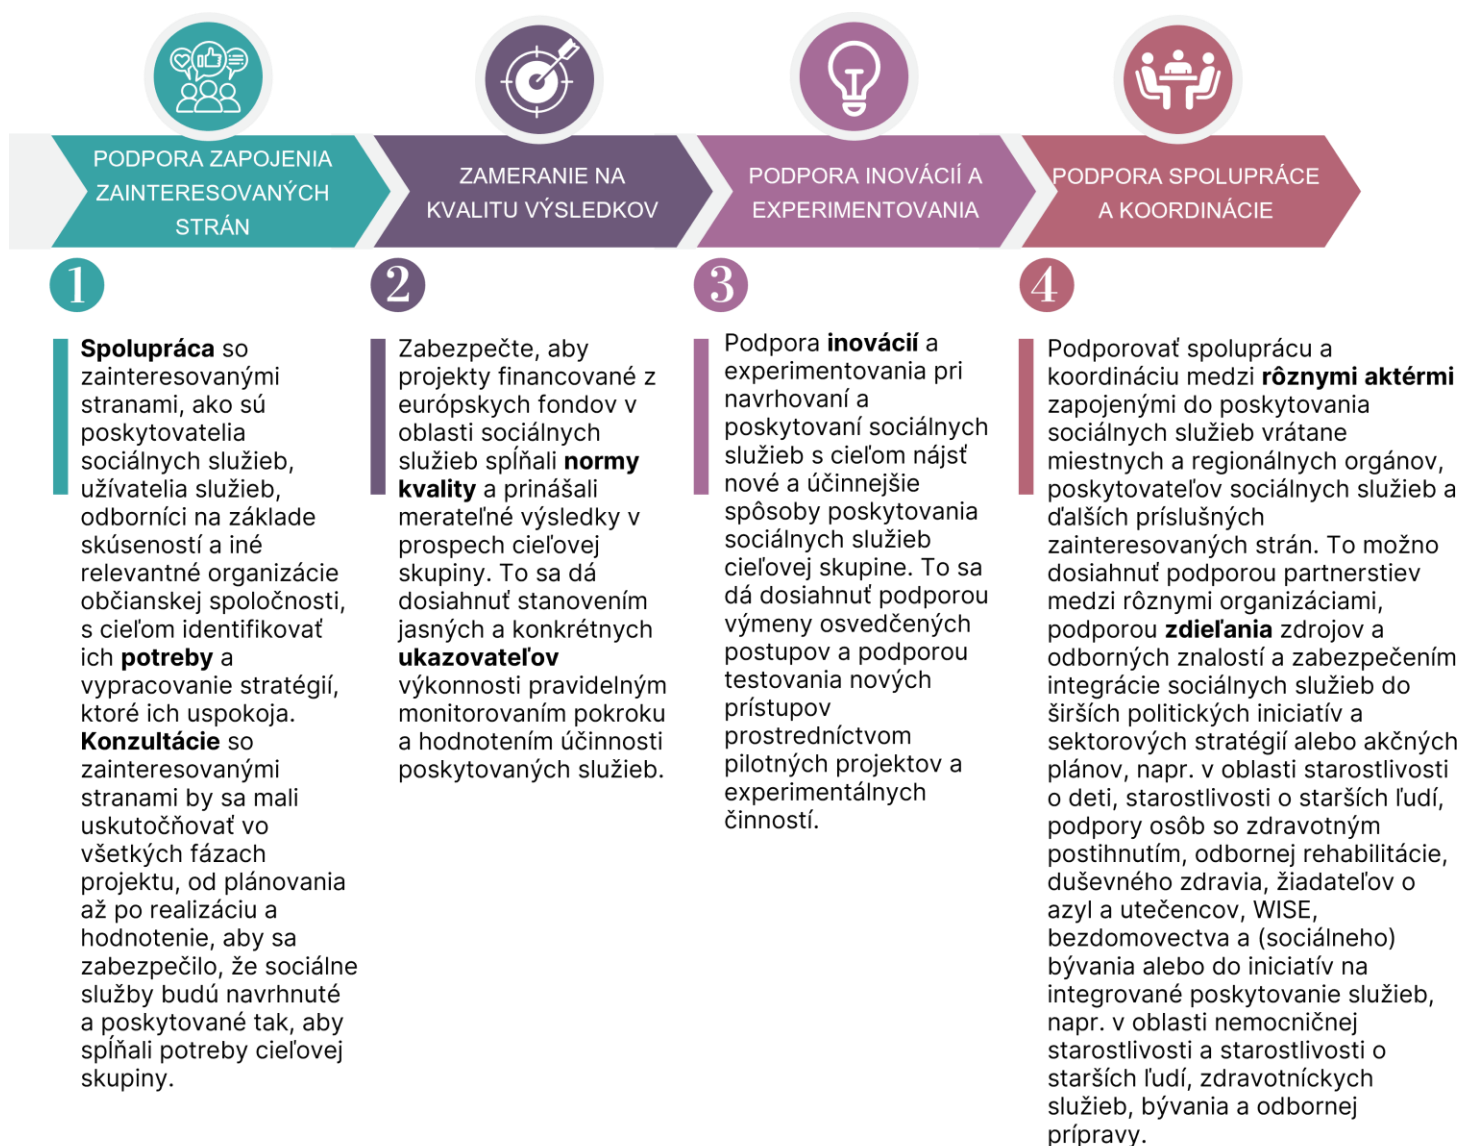 PODPORA ZAPOJENIA
ZAINTERESOVANÝCH
STRÁN
ZAMERANIE NA
KVALITU VÝSLEDKOV
PODPORA INOVÁCIÍ A
EXPERIMENTOVANIA
PODPORA SPOLUPRÁCE
A KOORDINÁCIE
1
Spolupráca so
zainteresovanými
stranami, ako sú
poskytovatelia
sociálnych služieb,
užívatelia služieb,
odborníci na základe
skúseností a iné
relevantné organizácie
občianskej spoločnosti,
s cieľom identifikovať
ich potreby a
vypracovanie stratégií,
ktoré ich uspokoja.
Konzultácie so
zainteresovanými
stranami by sa mali
uskutočňovať vo
všetkých fázach
projektu, od plánovania
až po realizáciu a
hodnotenie, aby sa
zabezpečilo, že sociálne
služby budú navrhnuté
a poskytované tak, aby
spĺňali potreby cieľovej
skupiny.
2
Zabezpečte, aby
projekty financované z
európskych fondov v
oblasti sociálnych
služieb spĺňali normy
kvality a prinášali
merateľné výsledky v
prospech cieľovej
skupiny. To sa dá
dosiahnuť stanovením
jasných a konkrétnych
ukazovateľov
výkonnosti pravidelným
monitorovaním pokroku
a hodnotením účinnosti
poskytovaných služieb.
3
Podpora inovácií a
experimentovania pri
navrhovaní a
poskytovaní sociálnych
služieb s cieľom nájsť
nové a účinnejšie
spôsoby poskytovania
sociálnych služieb
cieľovej skupine. To sa
dá dosiahnuť podporou
výmeny osvedčených
postupov a podporou
testovania nových
prístupov
prostredníctvom
pilotných projektov a
experimentálnych
činností.
4
Podporovať spoluprácu a
koordináciu medzi rôznymi aktérmi
zapojenými do poskytovania
sociálnych služieb vrátane
miestnych a regionálnych orgánov,
poskytovateľov sociálnych služieb a
ďalších príslušných
zainteresovaných strán. To možno
dosiahnuť podporou partnerstiev
medzi rôznymi organizáciami,
podporou zdieľania zdrojov a
odborných znalostí a zabezpečením
integrácie sociálnych služieb do
širších politických iniciatív a
sektorových stratégií alebo akčných
plánov, napr. v oblasti starostlivosti
o deti, starostlivosti o starších ľudí,
podpory osôb so zdravotným
postihnutím, odbornej rehabilitácie,
duševného zdravia, žiadateľov o
azyl a utečencov, WISE,
bezdomovectva a (sociálneho)
bývania alebo do iniciatív na
integrované poskytovanie služieb,
napr. v oblasti nemocničnej
starostlivosti a starostlivosti o
starších ľudí, zdravotníckych
služieb, bývania a odbornej
prípravy.